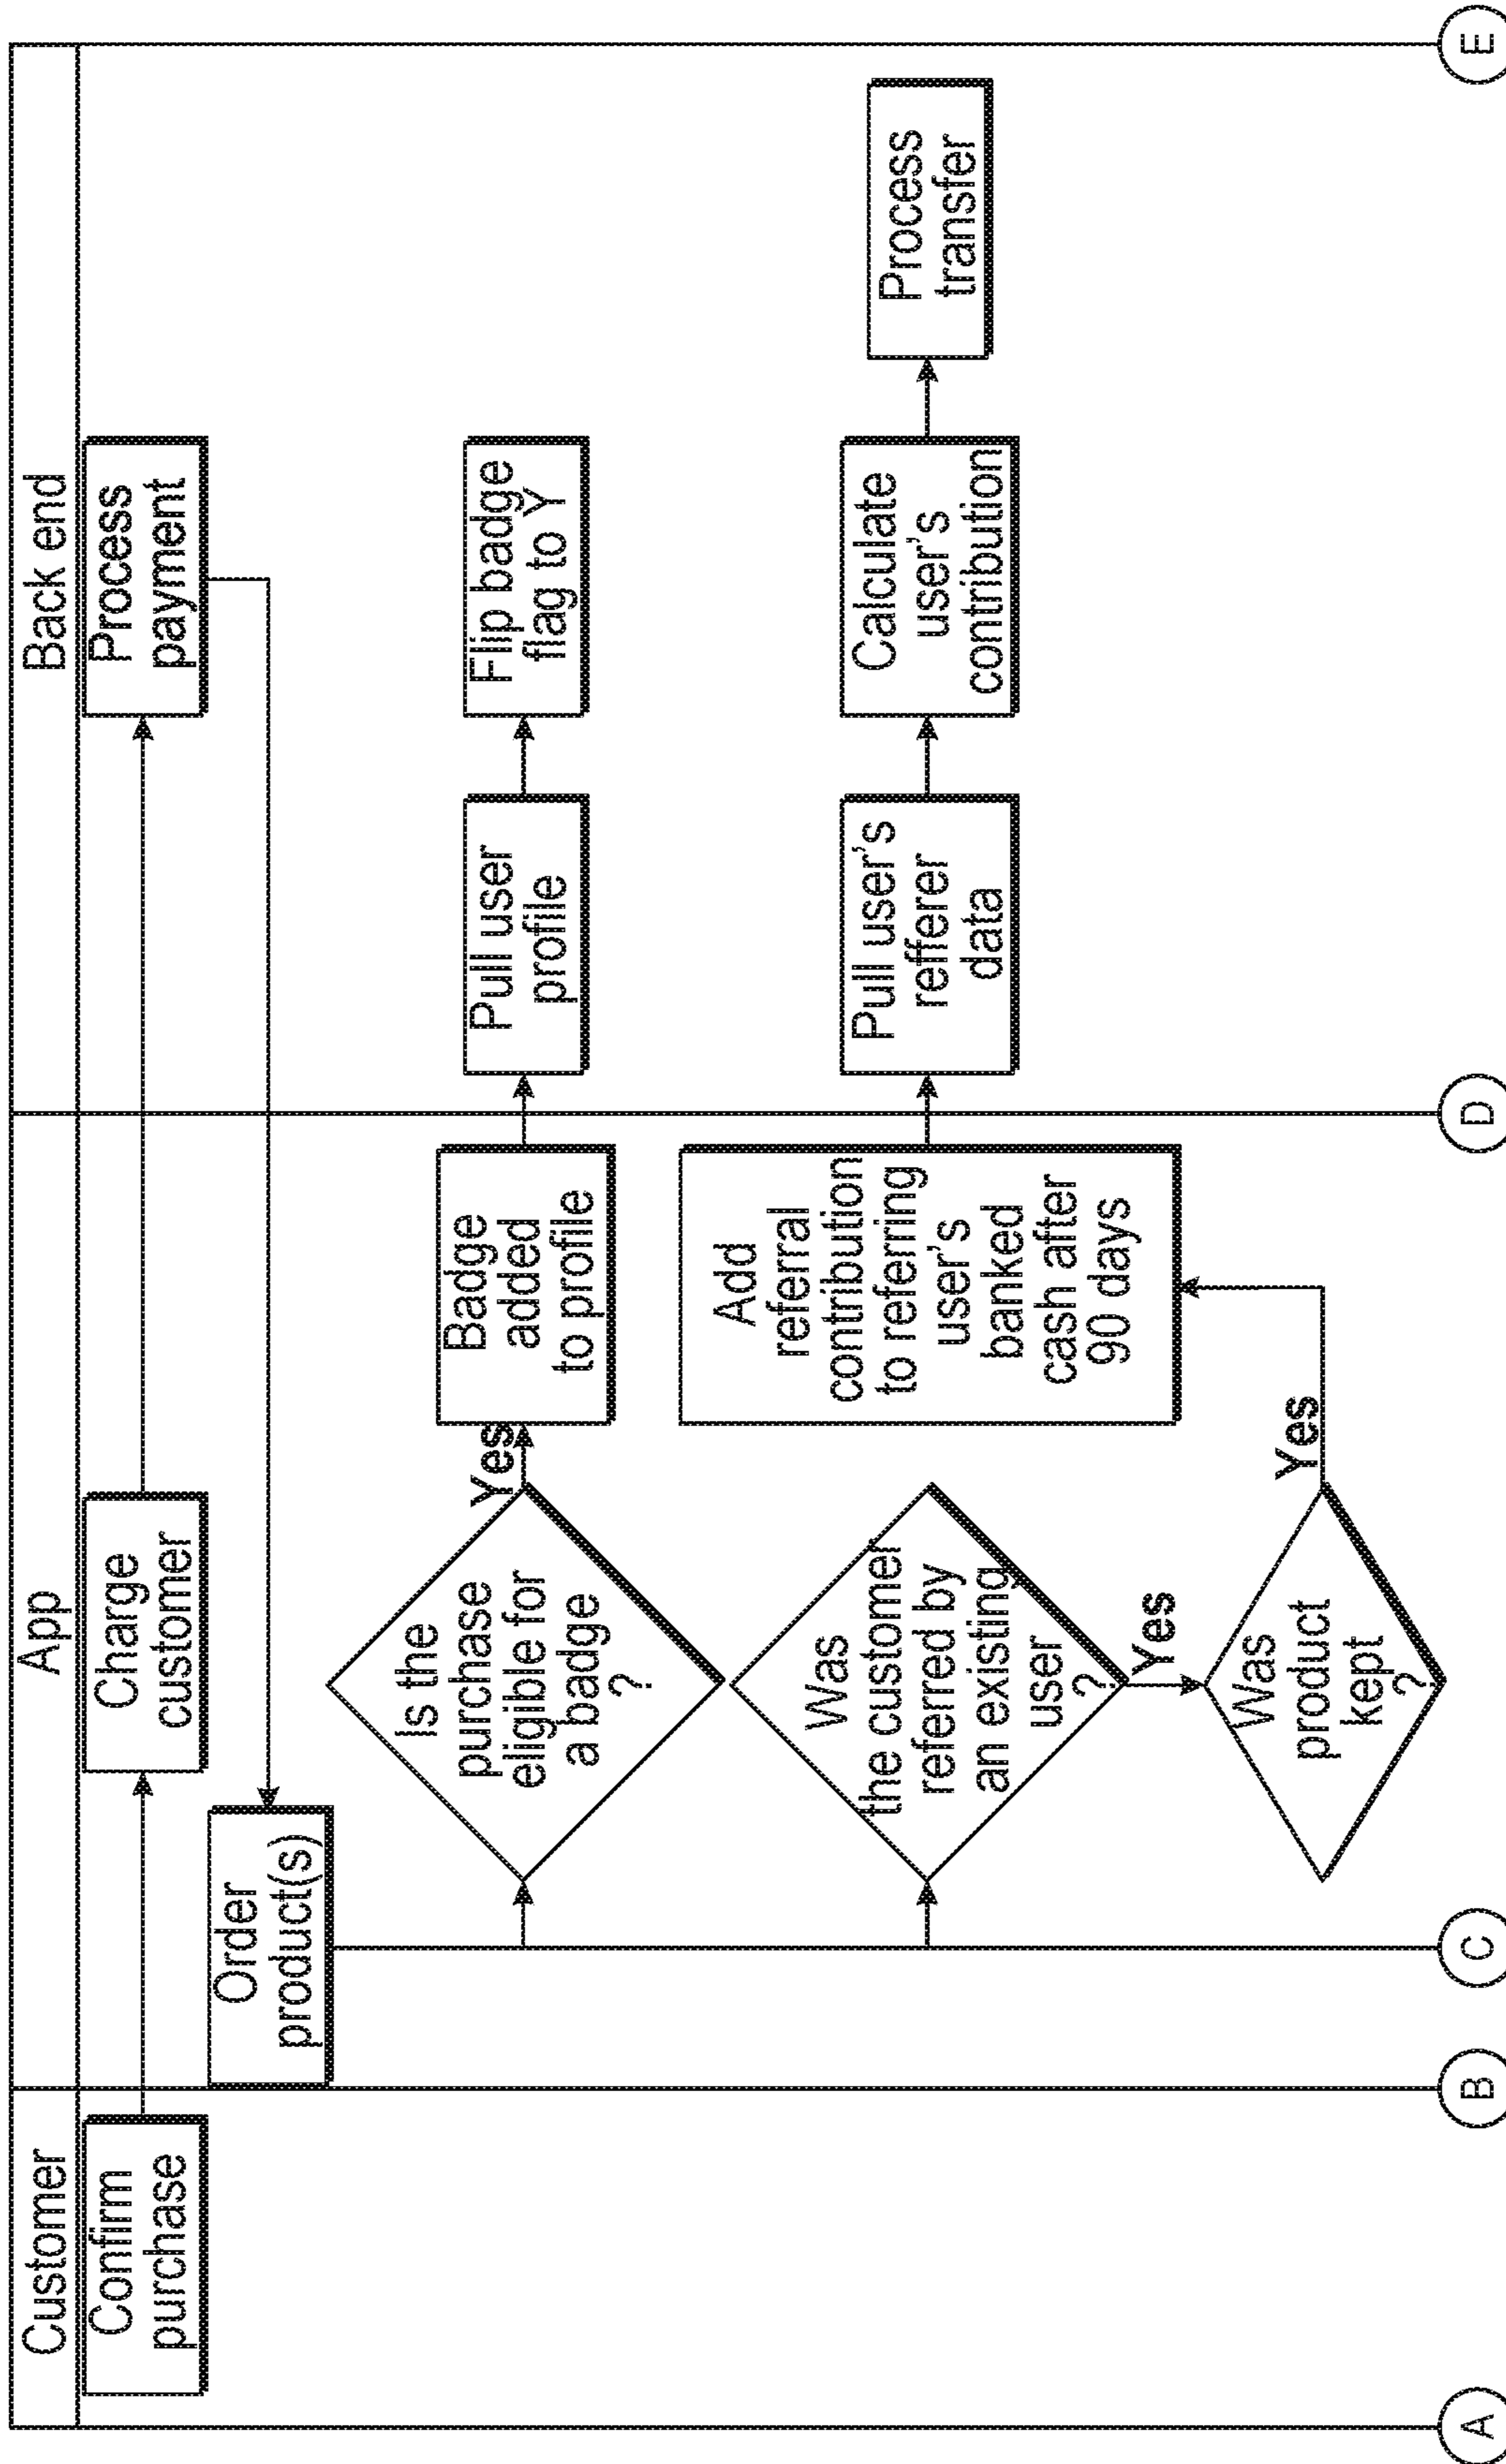 Customer
App
Back end
Confirm
purchase
Charge
customer
Process
payment
Order
product(s)
Is the
purchase
eligible for
a badge
?
Yes
Badge
added
to profile
Pull user
profile
Flip badge
flag to Y
Was
the customer
referred by
an existing
user
?
Yes
Add
referral
contribution
to referring
user's
banked
cash after
90 days
Pull user's
refferer
data
Calculate
user's
contribution
Process
transfer
Was
product
kept
?
Yes
A
B
C
D
E